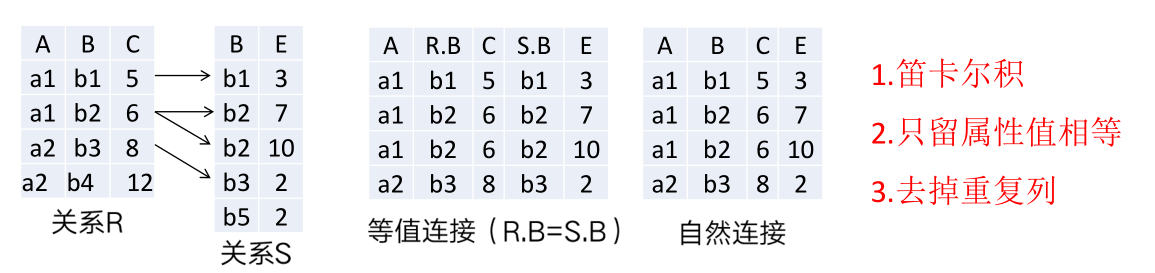 A B C
a1 b1 5
a1 b2 6
a2 b3 8
a2 b4 12
关系R
B E
b1 3
b2 7
b2 10
b3 2
b5 2
关系S
A R.B C S.B E
a1 b1 5 b1 3
a1 b2 6 b2 7
a1 b2 6 b2 10
a2 b3 8 b3 2
等值连接（R.B=S.B）
A B C E
a1 b1 5 3
a1 b2 6 7
a1 b2 6 10
a2 b3 8 2
自然连接
1.笛卡尔积
2.只留属性值相等
3.去掉重复列